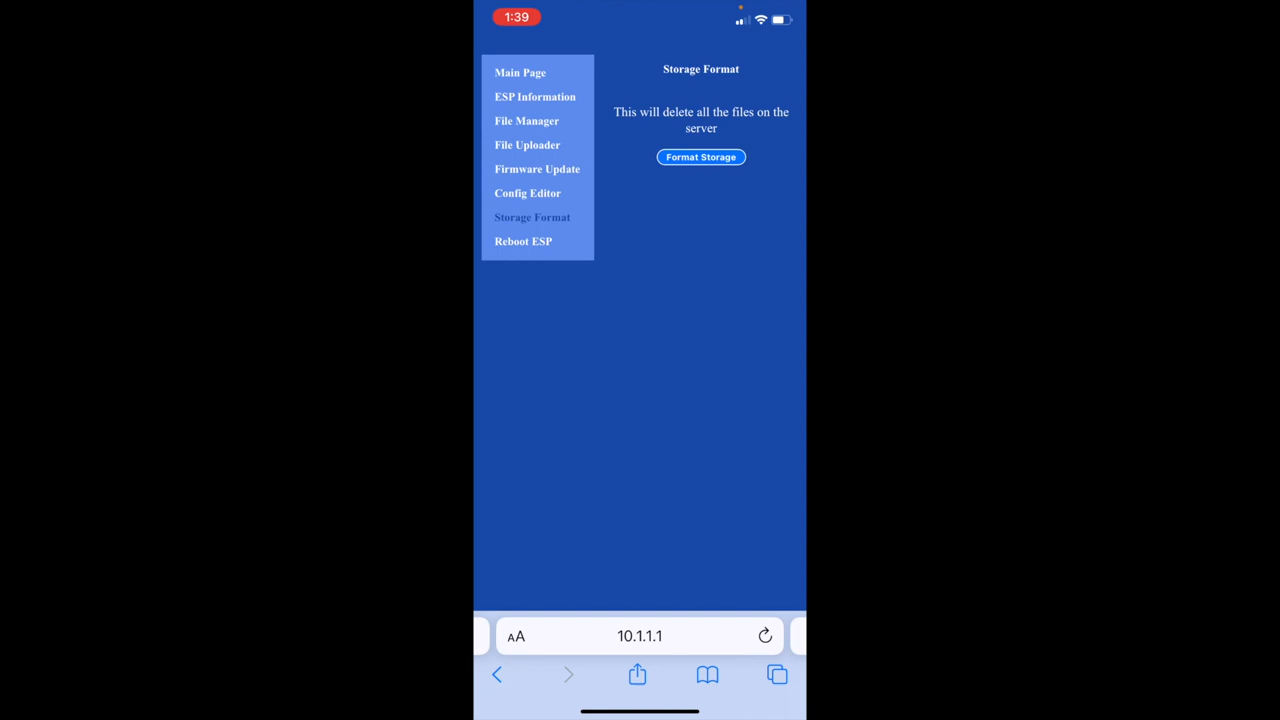 1:39
Main Page
ESP Information
File Manager
File Uploader
Firmware Update
Config Editor
Storage Format
Reboot ESP
Storage Format
This will delete all the files on the
server
Format Storage
AA
10.1.1.1